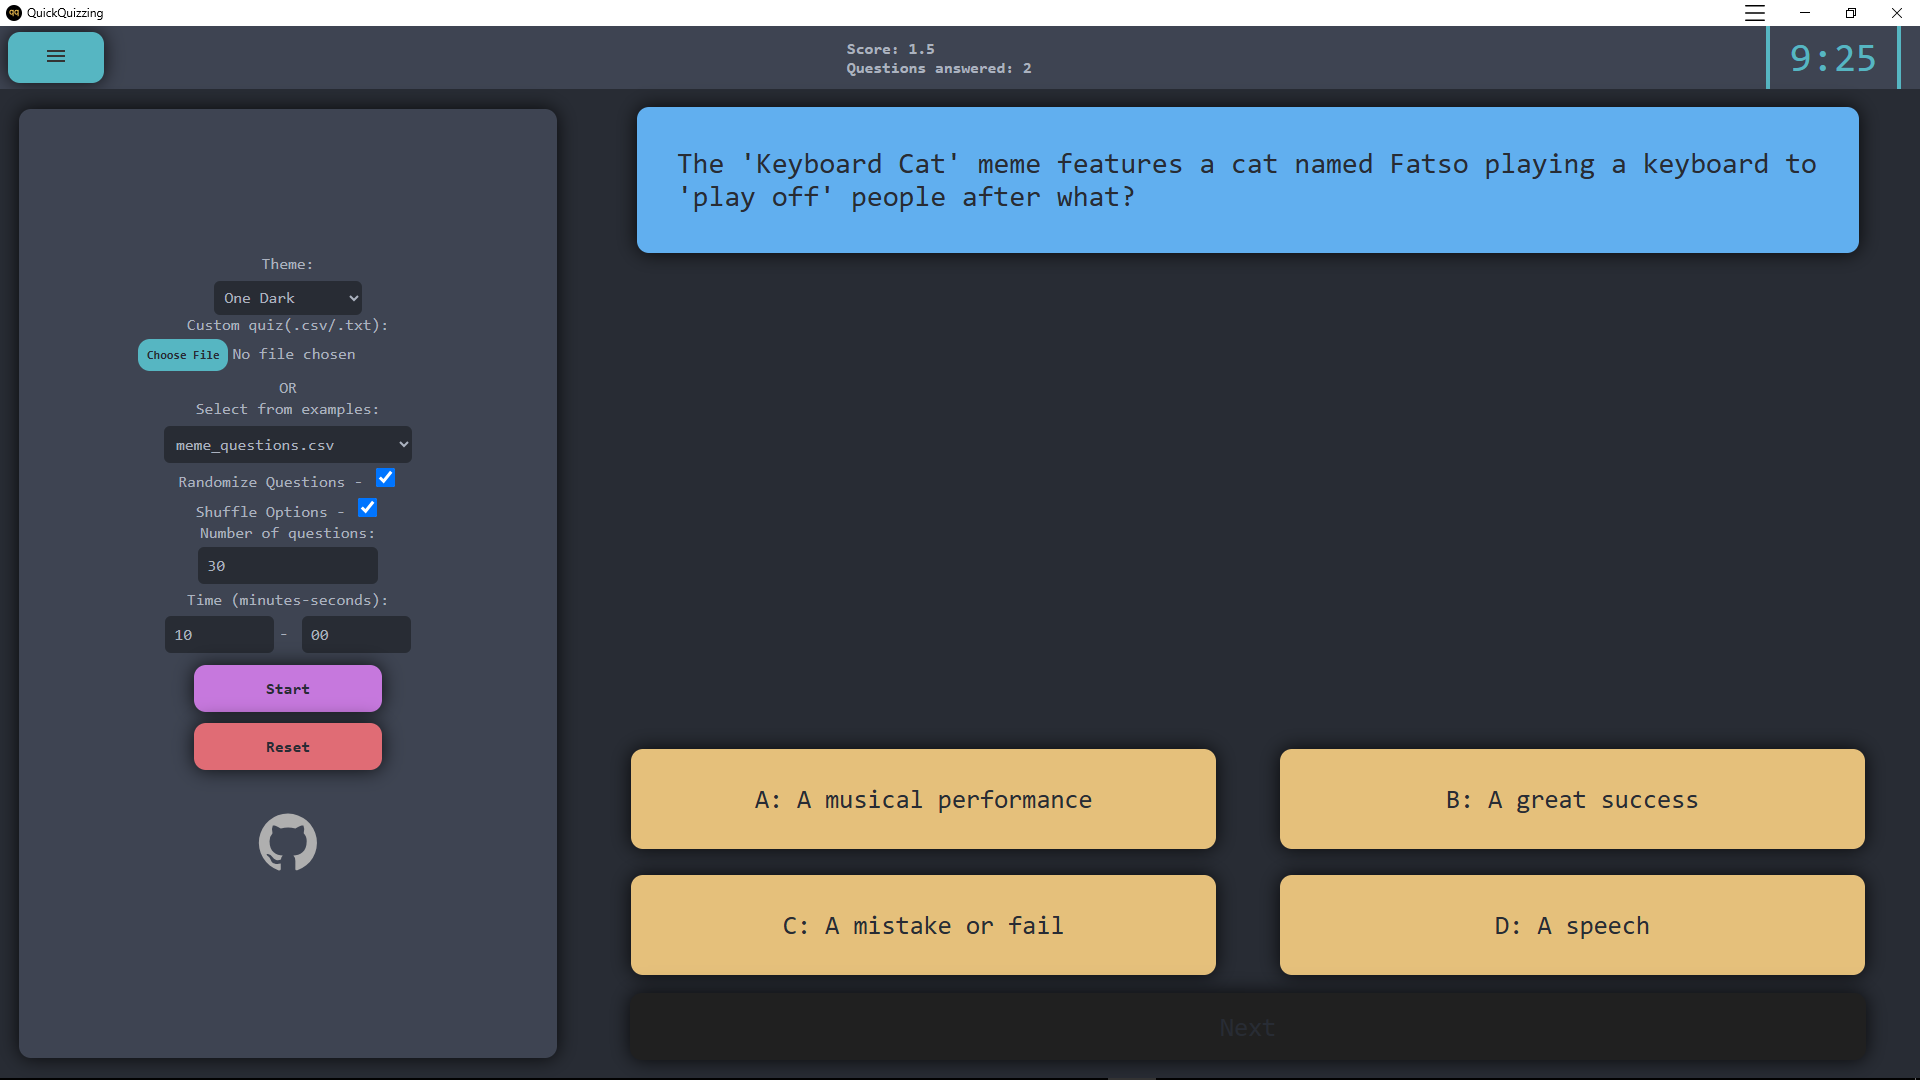 QuickQuizzing
Score: 1.5
Questions answered: 2
9:25
Theme:
One Dark
Custom quiz(.csv/.txt):
Choose File No file chosen
OR
Select from examples:
meme_questions.csv
Randomize Questions -
Shuffle Options -
Number of questions:
30
Time (minutes-seconds):
10 - 00
Start
Reset
The 'Keyboard Cat' meme features a cat named Fatso playing a keyboard to
'play off' people after what?
A: A musical performance
B: A great success
C: A mistake or fail
D: A speech
Next